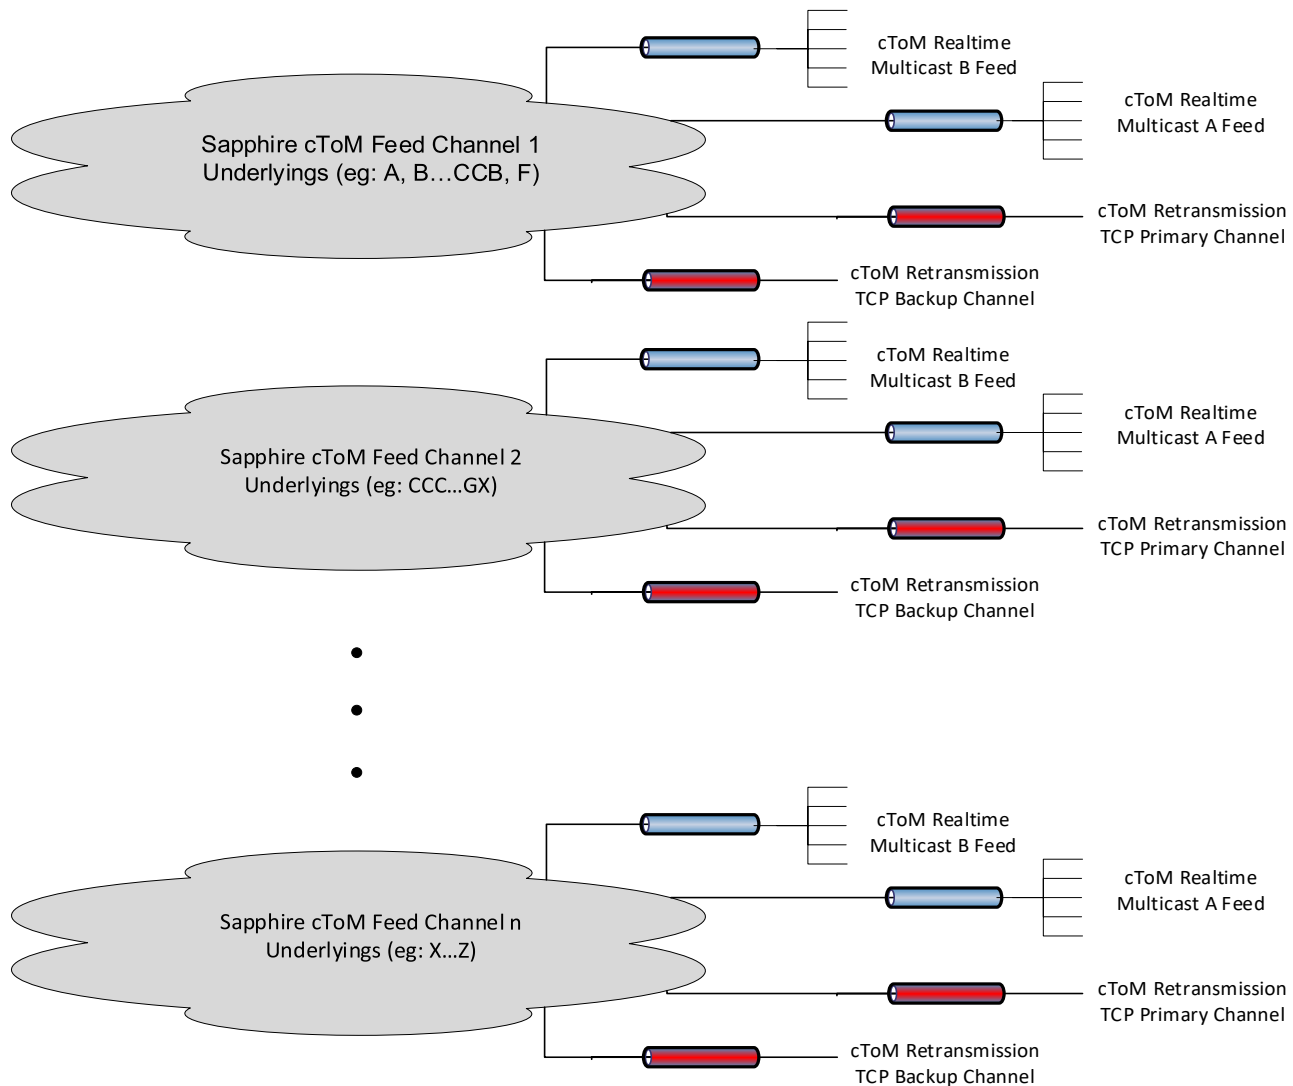 cToM Realtime
Multicast B Feed
cToM Realtime
Multicast A Feed
Sapphire cToM Feed Channel 1
Underlyings (eg: A, B…CCB, F)
cToM Retransmission
TCP Primary Channel
cToM Retransmission
TCP Backup Channel
cToM Realtime
Multicast B Feed
cToM Realtime
Multicast A Feed
Sapphire cToM Feed Channel 2
Underlyings (eg: CCC…GX)
cToM Retransmission
TCP Primary Channel
cToM Retransmission
TCP Backup Channel
cToM Realtime
Multicast B Feed
cToM Realtime
Multicast A Feed
Sapphire cToM Feed Channel n
Underlyings (eg: X…Z)
cToM Retransmission
TCP Primary Channel
cToM Retransmission
TCP Backup Channel